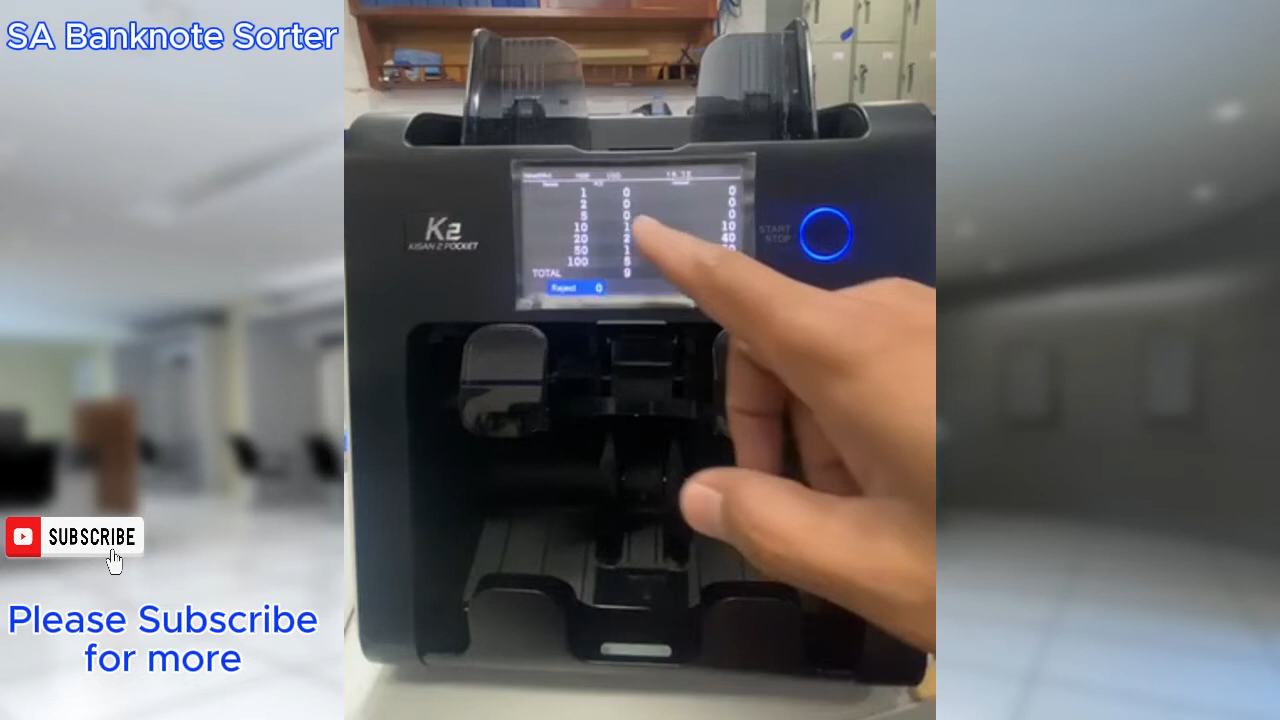 SA Banknote Sorter
K2
KISAN 2 POCKET
USD
1 0 0
2 0 0
5 0 0
10 1 10
20 2 40
50 1
100 5
TOTAL 9
Reject 0
START
STOP
SUBSCRIBE
Please Subscribe
for more